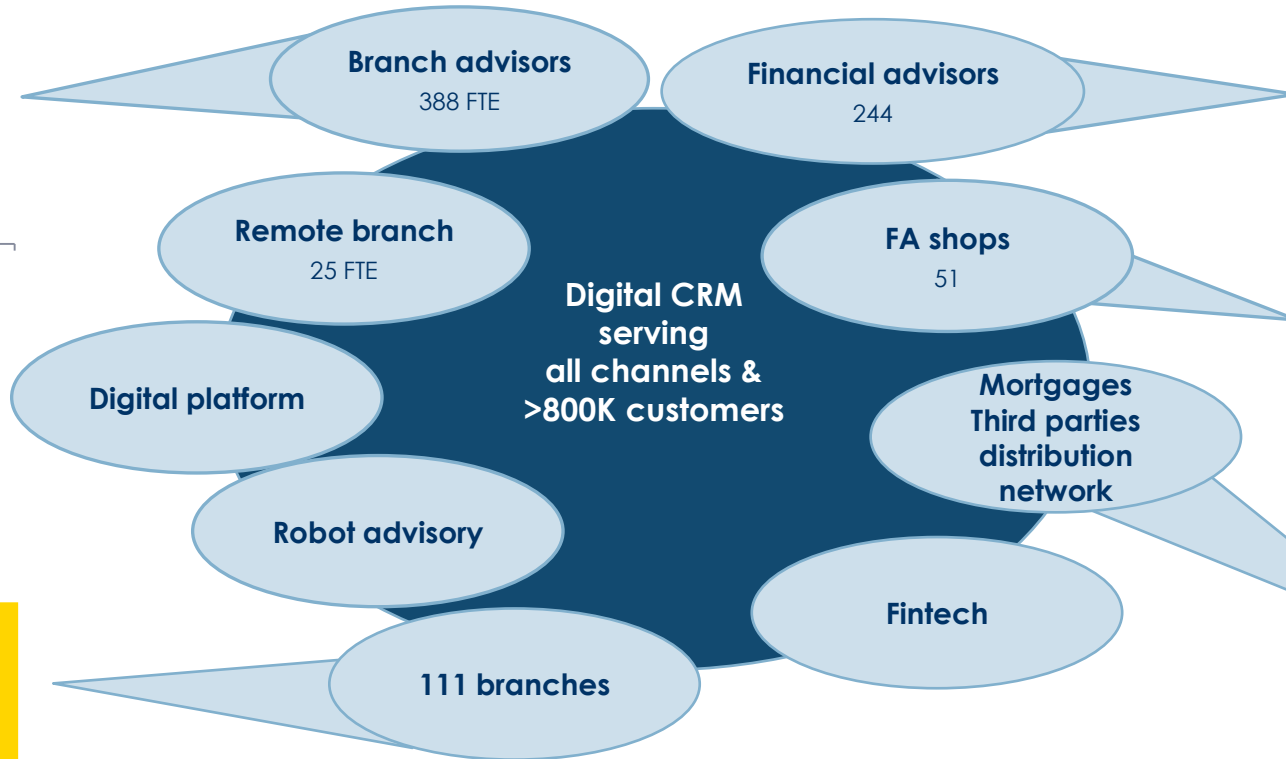 Branch advisors
388 FTE
Financial advisors
244
Remote branch
25 FTE
FA shops
51
Digital CRM
serving
all channels &
>800K customers
Digital platform
Mortgages
Third parties
distribution
network
Robot advisory
Fintech
111 branches